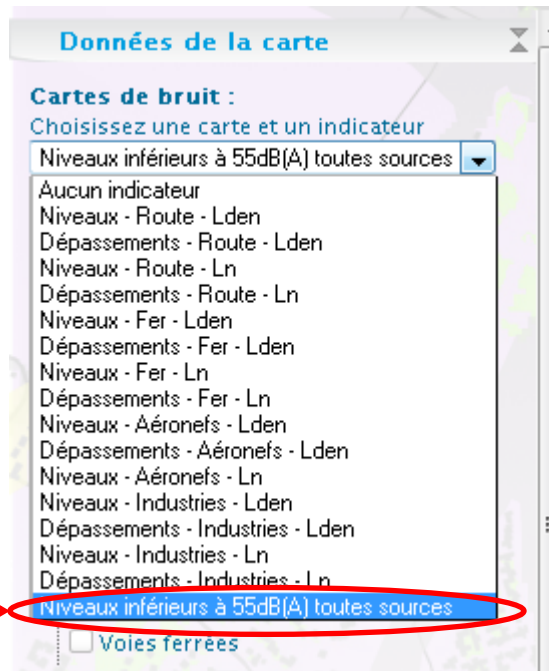 Données de la carte
Cartes de bruit :
Choisissez une carte et un indicateur
Niveaux inférieurs à 55dB(A) toutes sources
Aucun indicateur
Niveaux - Route - Lden
Dépassements - Route - Lden
Niveaux - Route - Ln
Dépassements - Route - Ln
Niveaux - Fer - Lden
Dépassements - Fer - Lden
Niveaux - Fer - Ln
Dépassements - Fer - Ln
Niveaux - Aéronefs - Lden
Dépassements - Aéronefs - Lden
Niveaux - Aéronefs - Ln
Niveaux - Industries - Lden
Dépassements - Industries - Lden
Niveaux - Industries - Ln
Dépassements - Industries - Ln
Niveaux inférieurs à 55dB(A) toutes sources
Voies ferrées